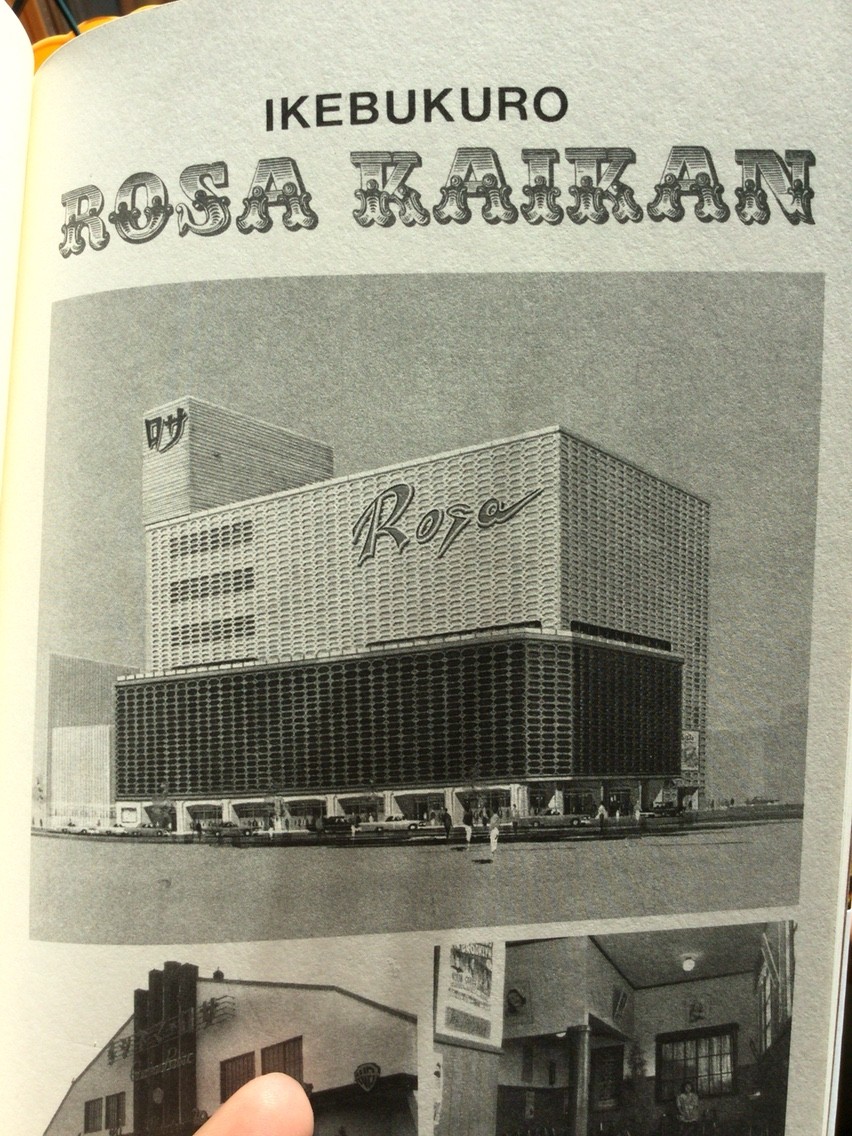 IKEBUKURO
ROSA KAIKAN
ロサ
Rosa